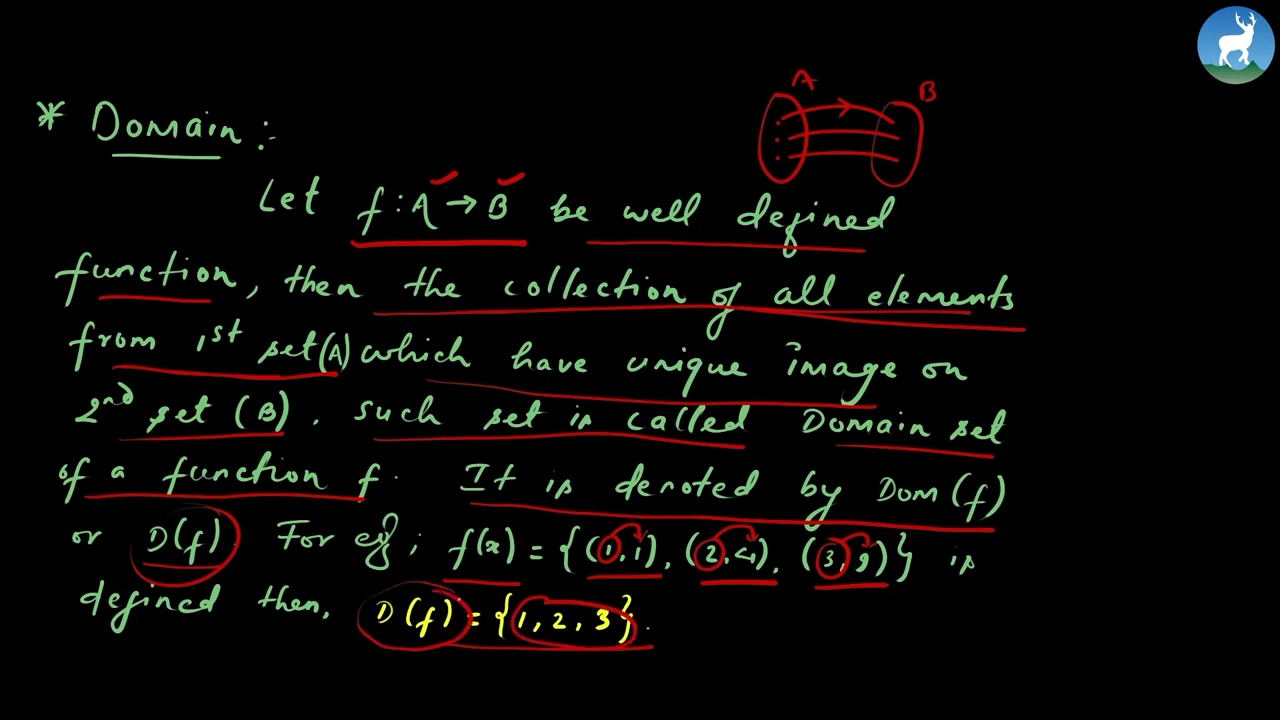 A B
* Domain :-
Let f : A → B be well defined
function, then the collection of all elements
from 1st set (A) which have unique image on
2nd set (B). such set is called Domain set
of a function f. It is denoted by Dom (f)
or D(f). For eg; f(x) = {(1,1), (2,4), (3,9)} is
defined then, D(f) = {1, 2, 3}.